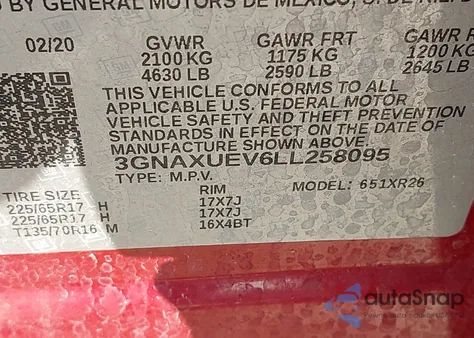 BY GENERAL MOTORS DE MEXICO, S. DE R.L. DE
02/20 GVWR GAWR FRT GAWR R
2100 KG 1175 KG 1200 KG
4630 LB 2590 LB 2645 LB
THIS VEHICLE CONFORMS TO ALL
APPLICABLE U.S. FEDERAL MOTOR
VEHICLE SAFETY AND THEFT PREVENTION
STANDARDS IN EFFECT ON THE DATE OF
MANUFACTURE SHOWN ABOVE.
3GNAXUEV6LL258095
TYPE: M.P.V. MODEL: 651XR26
TIRE SIZE RIM
225/65R17 H 17X7J
225/65R17 H 17X7J
T135/70R16 M 16X4BT
autoSnap